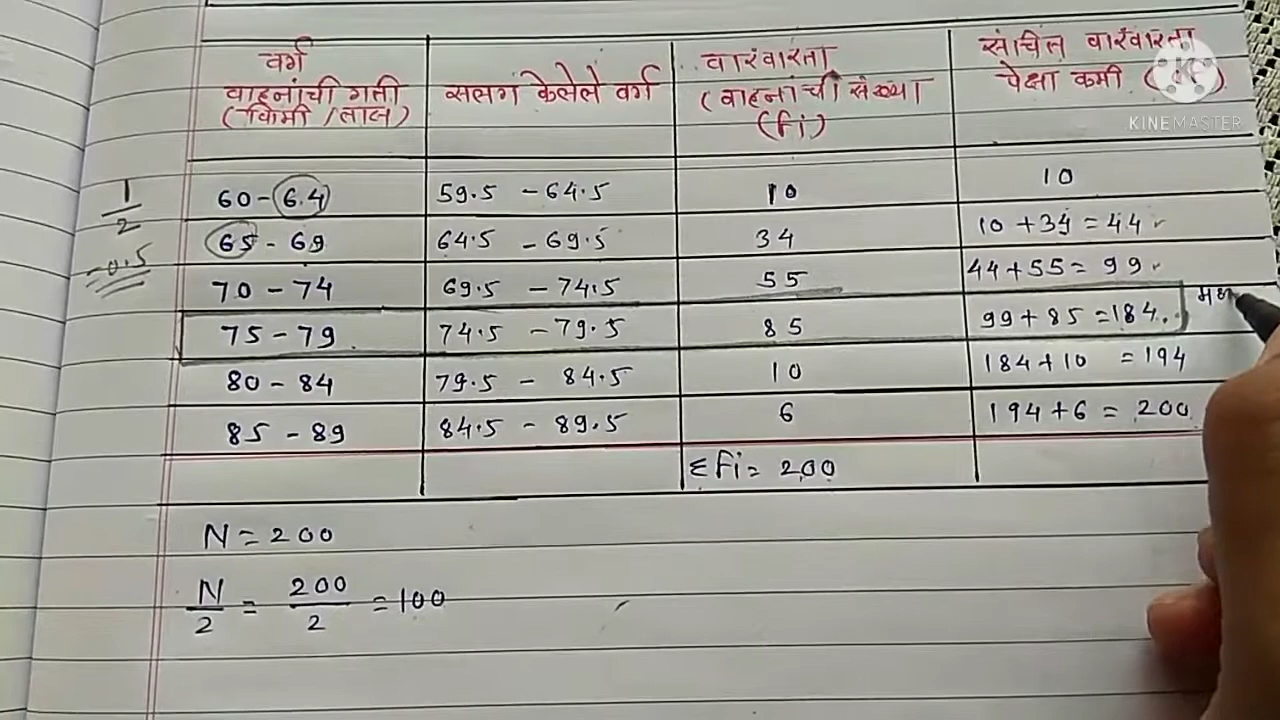 वर्ग
वाहनांची गती
(किमी /तास)
सलग केलेले वर्ग
वारंवारता
(वाहनांची संख्या
(fi)
संचित वारंवारता
पेक्षा कमी (cf)
KINEMASTER
1
2
-0.5
60-6.4 59.5 -64.5 10 10
65-69 64.5 -69.5 34 10+34=44
70-74 69.5 -74.5 55 44+55=99
75-79 74.5 -79.5 85 99+85=184
80-84 79.5 - 84.5 10 184+10 =194
85-89 84.5 - 89.5 6 194+6 = 200
Σfi= 200
N=200
N/2 = 200/2 =100